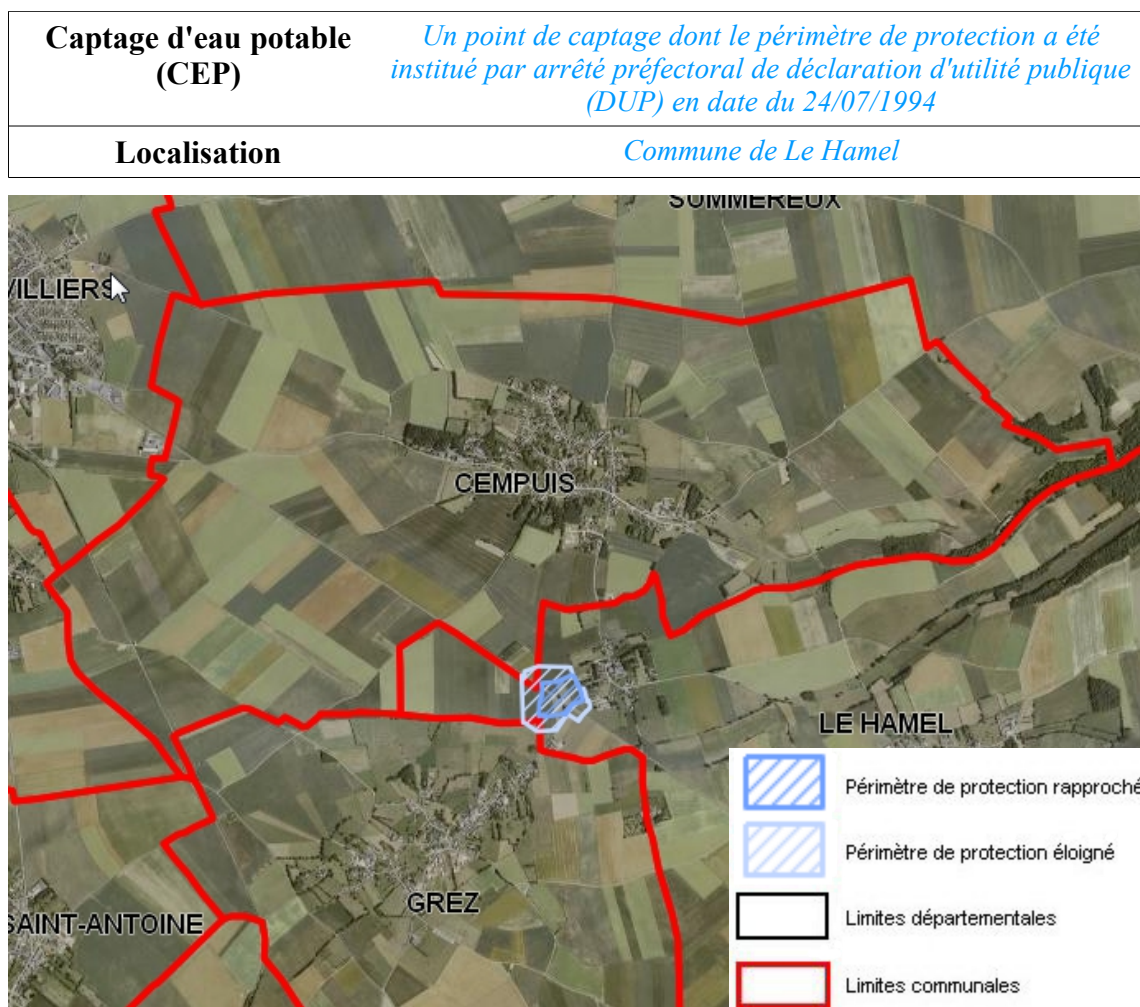 Captage d'eau potable
(CEP)
Un point de captage dont le périmètre de protection a été
institué par arrêté préfectoral de déclaration d'utilité publique
(DUP) en date du 24/07/1994
Localisation
Commune de Le Hamel
SOMMEREUX
VILLIERS
CEMPUIS
LE HAMEL
GREZ
SAINT-ANTOINE
Périmètre de protection rapproché
Périmètre de protection éloigné
Limites départementales
Limites communales